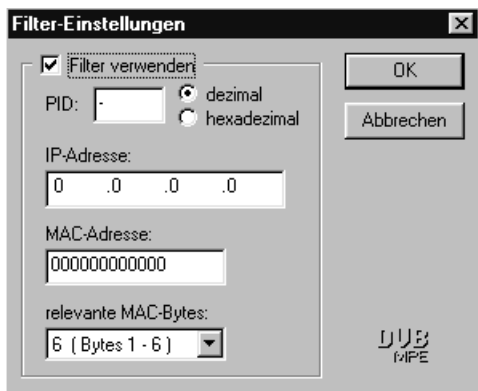 Filter-Einstellungen
Filter verwenden
PID: -
dezimal
hexadezimal
IP-Adresse:
0 .0 .0 .0
MAC-Adresse:
000000000000
relevante MAC-Bytes:
6 ( Bytes 1 - 6 )
OK
Abbrechen
DUB
MPE